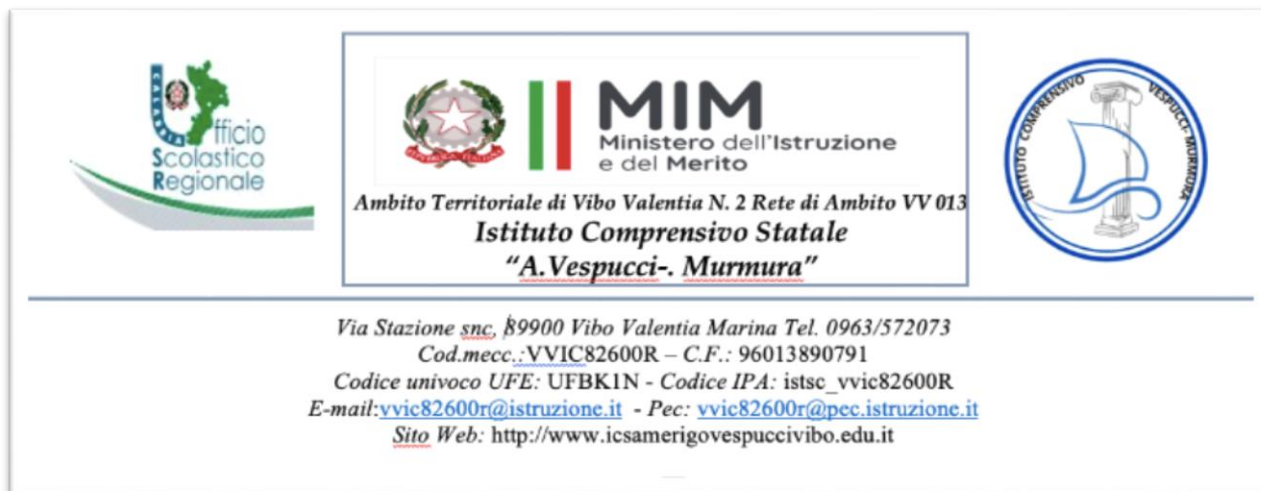 CALABRIA
Ufficio
Scolastico
Regionale
REPVBBLICA ITALIANA
MIM
Ministero dell'Istruzione
e del Merito
Ambito Territoriale di Vibo Valentia N. 2 Rete di Ambito VV 013
Istituto Comprensivo Statale
“A.Vespucci-. Murmura”
ISTITUTO COMPRENSIVO VESPUCCI- MURMURA
Via Stazione snc, 89900 Vibo Valentia Marina Tel. 0963/572073
Cod.mecc.:VVIC82600R – C.F.: 96013890791
Codice univoco UFE: UFBK1N - Codice IPA: istsc_vvic82600R
E-mail:vvic82600r@istruzione.it - Pec: vvic82600r@pec.istruzione.it
Sito Web: http://www.icsamerigovespuccivibo.edu.it